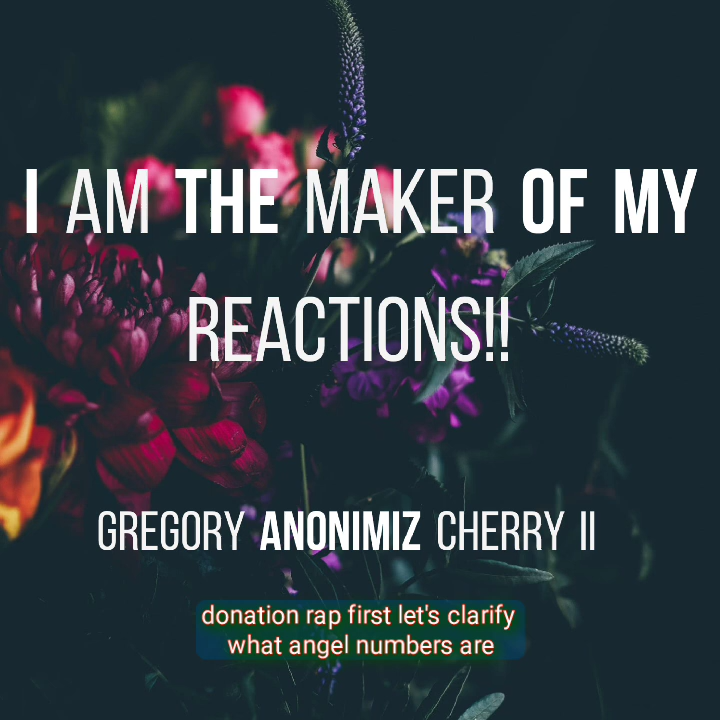 I AM THE MAKER OF MY
REACTIONS!!
GREGORY ANONIMIZ CHERRY II
donation rap first let's clarify
what angel numbers are